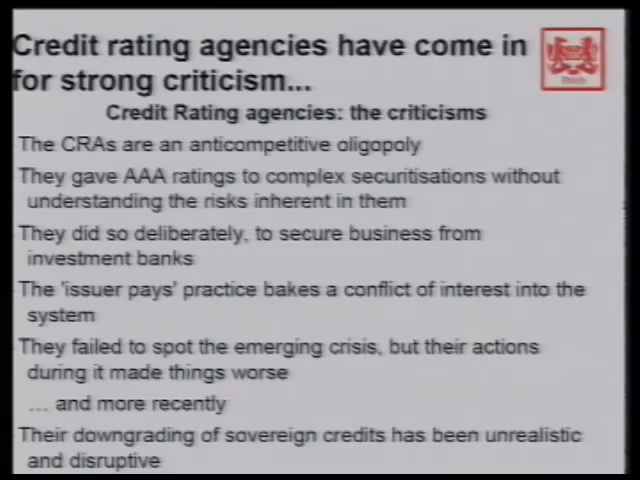 Credit rating agencies have come in
for strong criticism...
Credit Rating agencies: the criticisms
The CRAs are an anticompetitive oligopoly
They gave AAA ratings to complex securitisations without
understanding the risks inherent in them
They did so deliberately, to secure business from
investment banks
The 'issuer pays' practice bakes a conflict of interest into the
system
They failed to spot the emerging crisis, but their actions
during it made things worse
... and more recently
Their downgrading of sovereign credits has been unrealistic
and disruptive